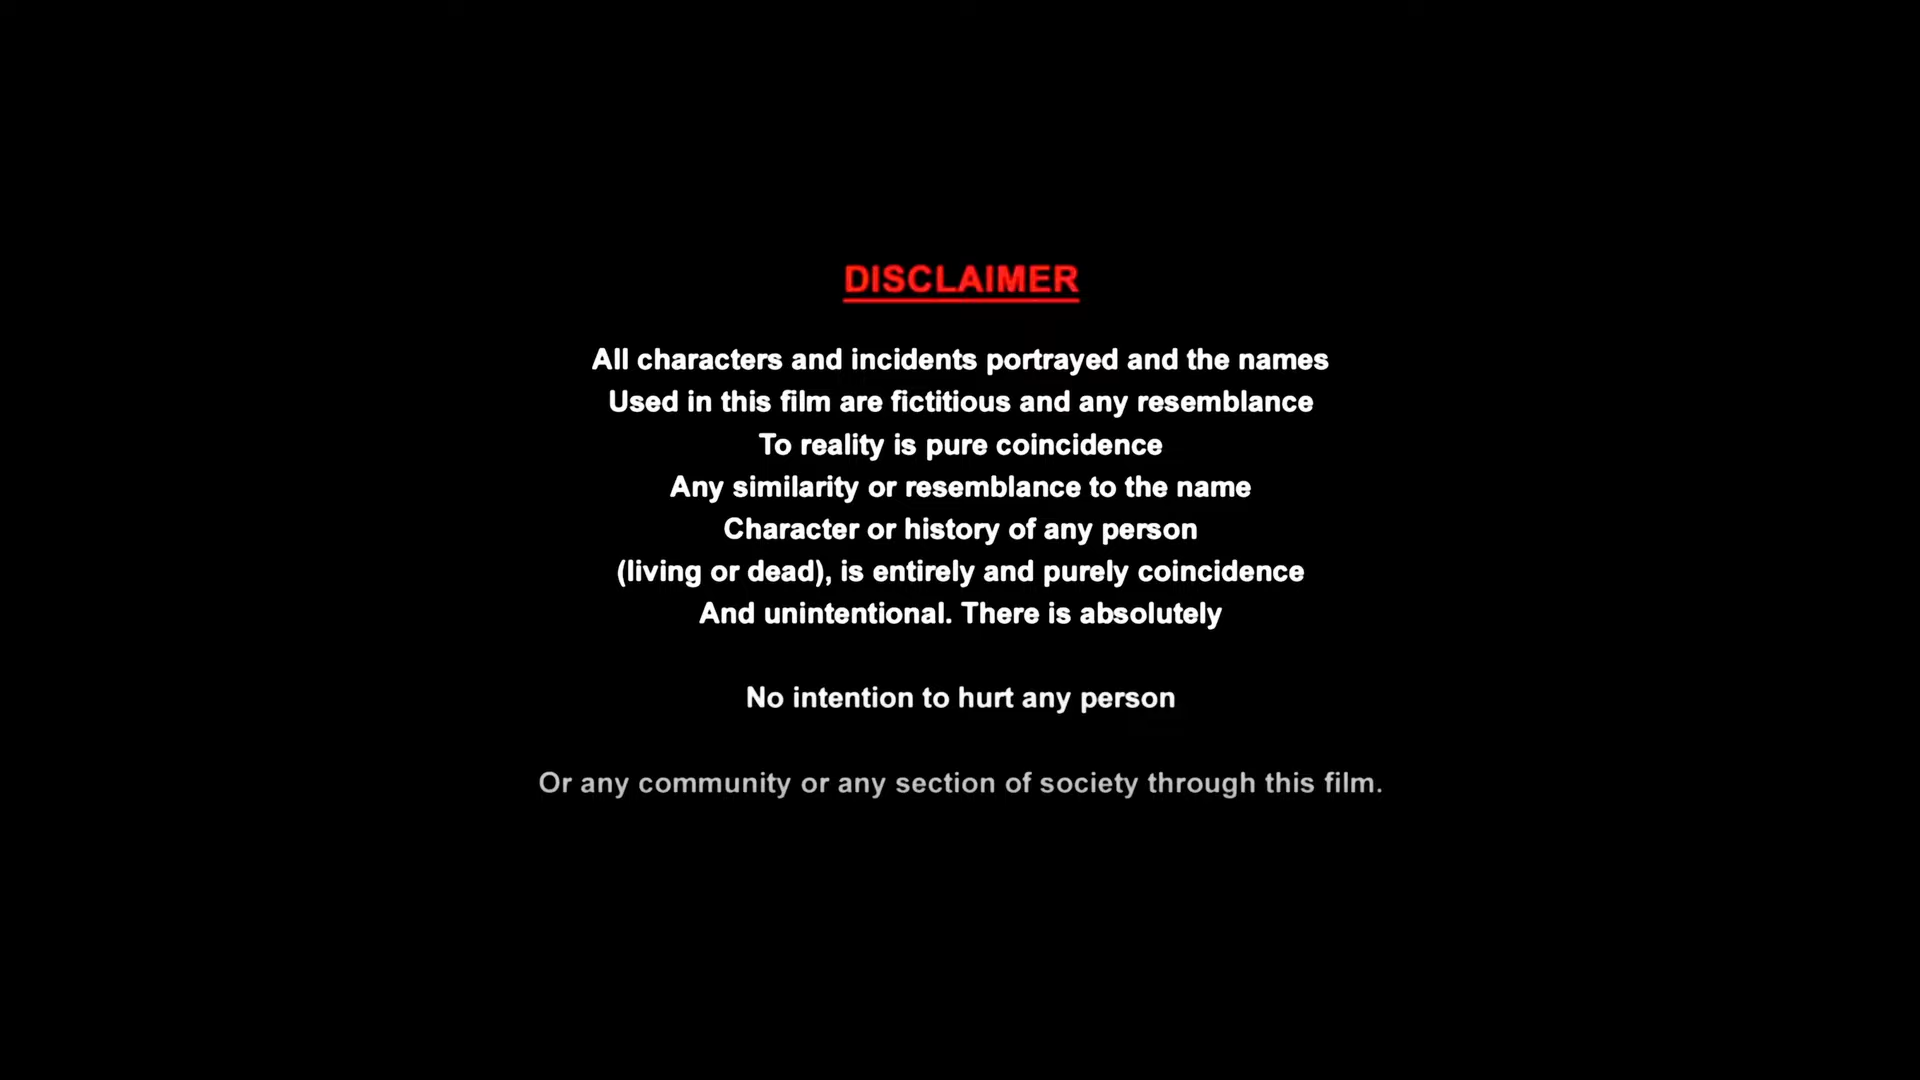 DISCLAIMER
All characters and incidents portrayed and the names
Used in this film are fictitious and any resemblance
To reality is pure coincidence
Any similarity or resemblance to the name
Character or history of any person
(living or dead), is entirely and purely coincidence
And unintentional. There is absolutely
No intention to hurt any person
Or any community or any section of society through this film.